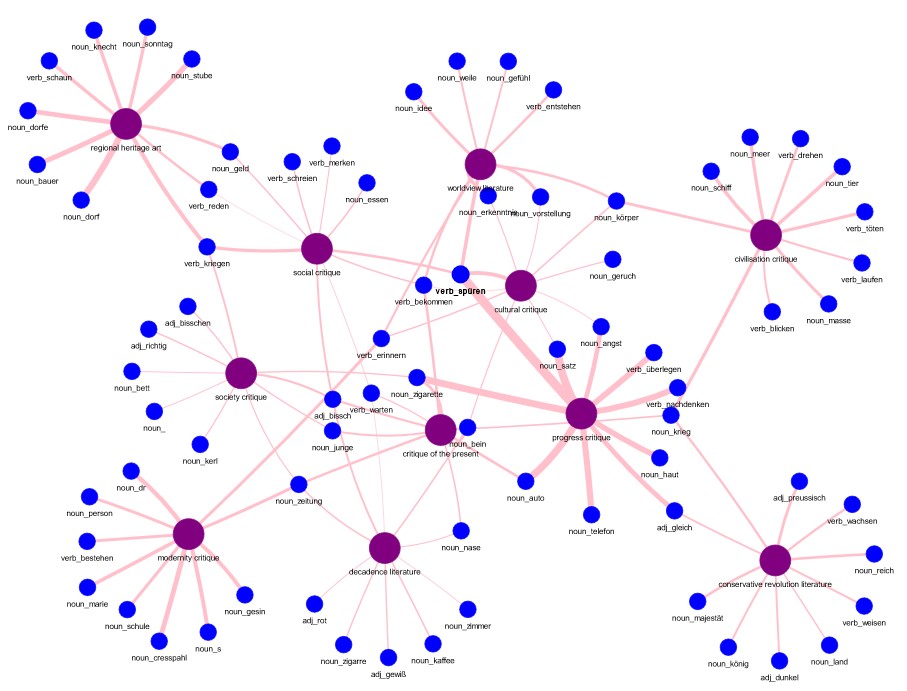 noun_knecht
noun_sonntag
verb_schaun
noun_stube
noun_dorfe
regional heritage art
noun_bauer
noun_dorf
noun_geld
verb_reden
verb_kriegen
verb_merken
verb_schreien
noun_essen
social critique
noun_weile
noun_gefühl
noun_idee
verb_entstehen
worldview literature
noun_erkenntnis
noun_vorstellung
noun_körper
noun_meer
verb_drehen
noun_schiff
noun_tier
verb_töten
civilisation critique
verb_laufen
noun_masse
verb_blicken
noun_geruch
verb_spüren
verb_bekommen
cultural critique
adj_bisschen
adj_richtig
verb_erinnern
noun_angst
noun_satz
verb_überlegen
noun_bett
society critique
noun_zigarette
verb_nachdenken
noun_
adj_bissch
verb_warten
noun_krieg
noun_kerl
noun_junge
noun_bein
critique of the present
progress critique
noun_dr
noun_haut
noun_person
noun_zeitung
noun_auto
adj_preussisch
verb_wachsen
noun_telefon
adj_gleich
verb_bestehen
modernity critique
noun_nase
decadence literature
noun_reich
conservative revolution literature
noun_marie
noun_gesin
noun_schule
adj_rot
noun_zimmer
noun_majestät
verb_weisen
noun_s
noun_cresspahl
noun_zigarre
noun_kaffee
adj_gewiß
noun_könig
noun_land
adj_dunkel